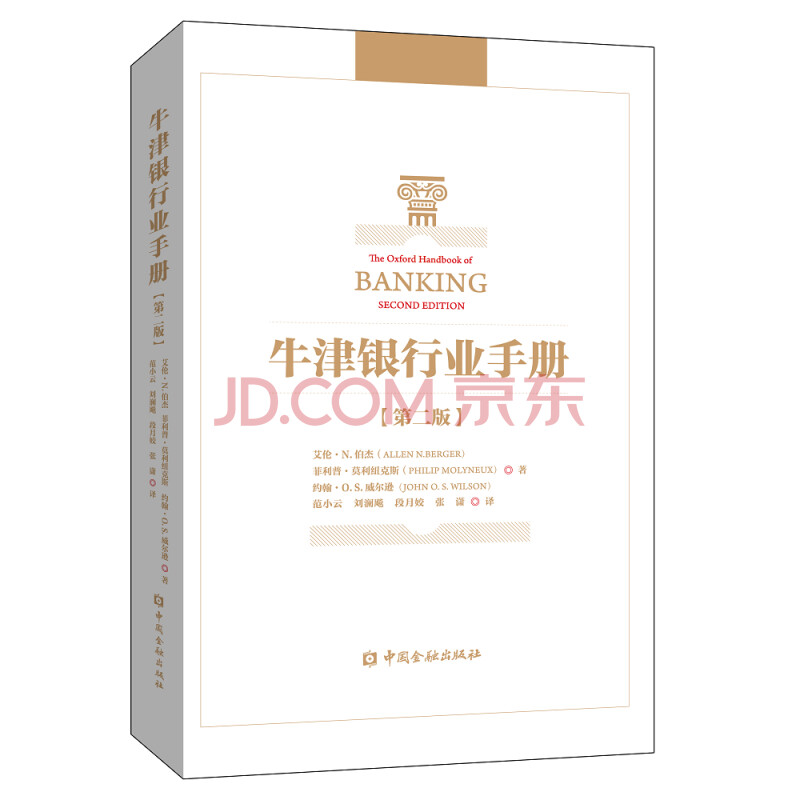 The Oxford Handbook of
BANKING
SECOND EDITION
牛津银行业手册
JD.COM 京东
【第二版】
艾伦·N. 伯杰（ALLEN N.BERGER）
菲利普·莫利纽克斯（PHILIP MOLYNEUX）◎ 著
约翰·O. S. 威尔逊（JOHN O. S. WILSON）
范小云 刘澜飚 段月姣 张潇 ◎ 译
中国金融出版社
牛津银行业手册【第二版】
艾伦·N. 伯杰 菲利普·莫利纽克斯 约翰·O. S. 威尔逊 ◎ 著
范小云 刘澜飚 段月姣 张潇 ◎ 译
中国金融出版社